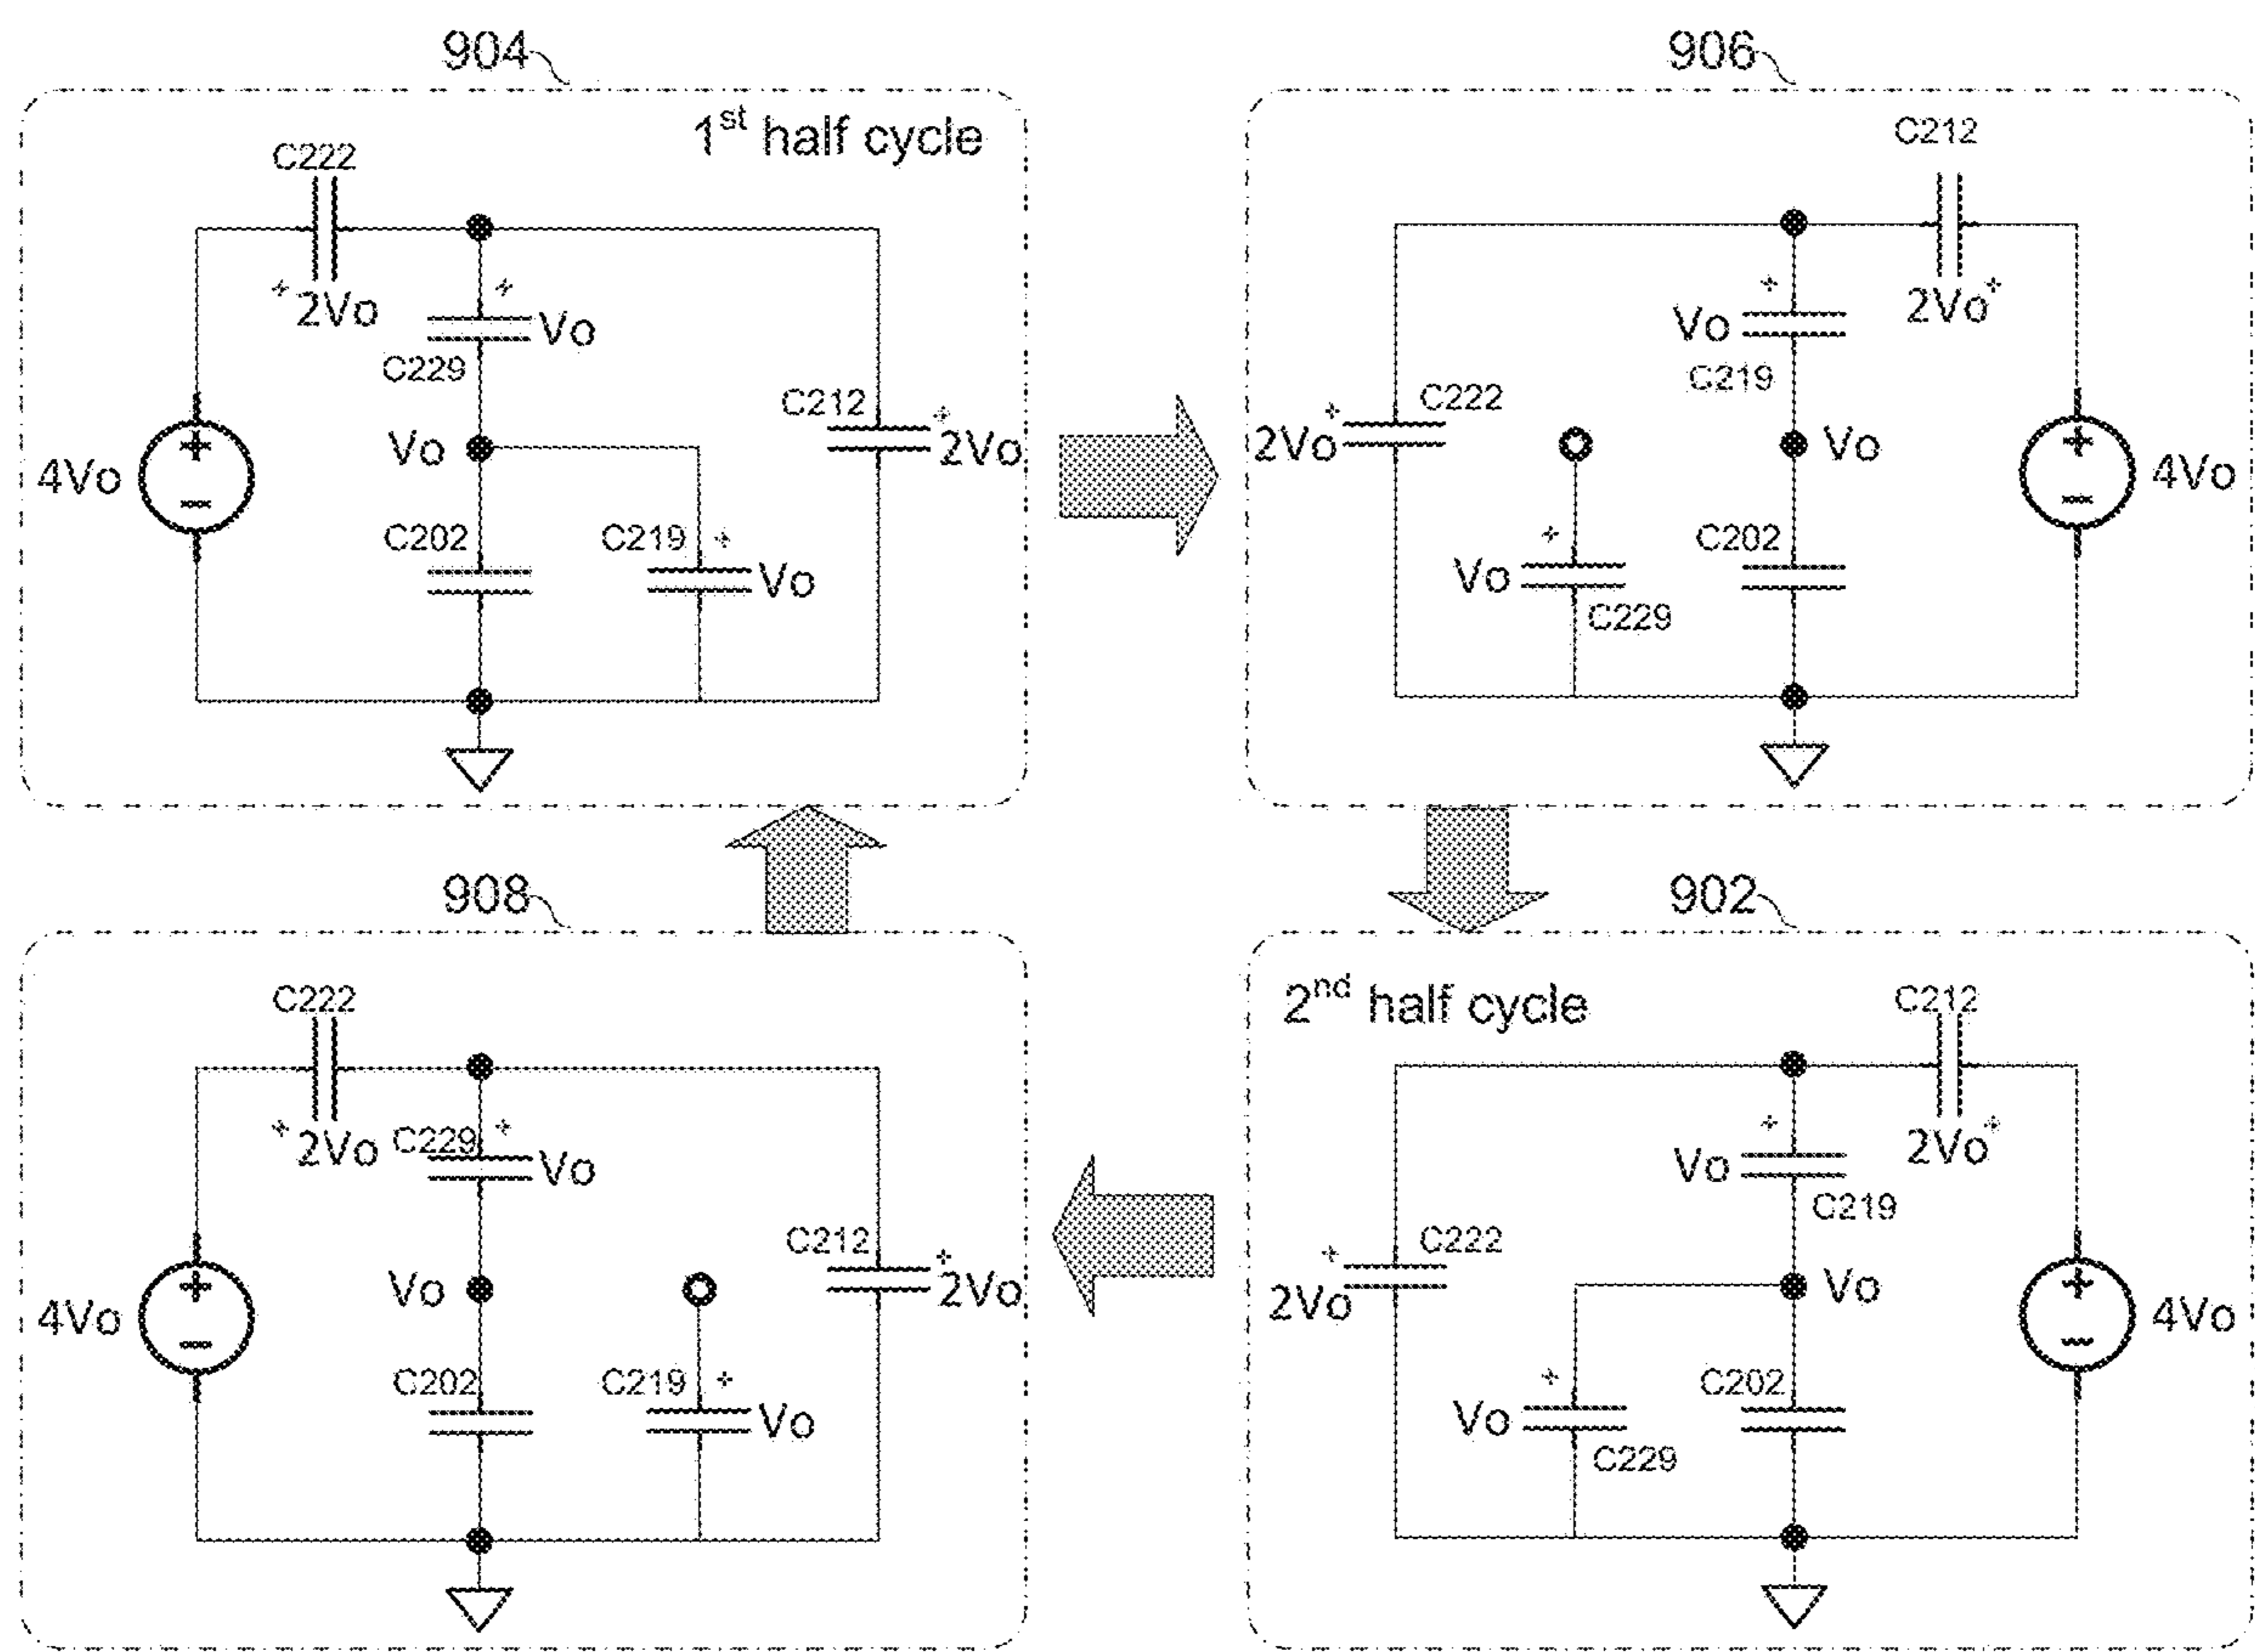 904
1st half cycle
C222
+
2Vo
+
Vo
C229
C212
+
2Vo
4Vo
+
−
Vo
C202
C219
+
Vo
906
C212
2Vo
+
+
Vo
C219
C222
+
2Vo
Vo
4Vo
+
−
+
Vo
C229
C202
908
C222
+
2Vo
C229
+
Vo
C212
+
2Vo
4Vo
+
−
Vo
C202
C219
+
Vo
902
2nd half cycle
C212
2Vo
+
+
Vo
C219
C222
+
2Vo
Vo
4Vo
+
−
+
Vo
C229
C202